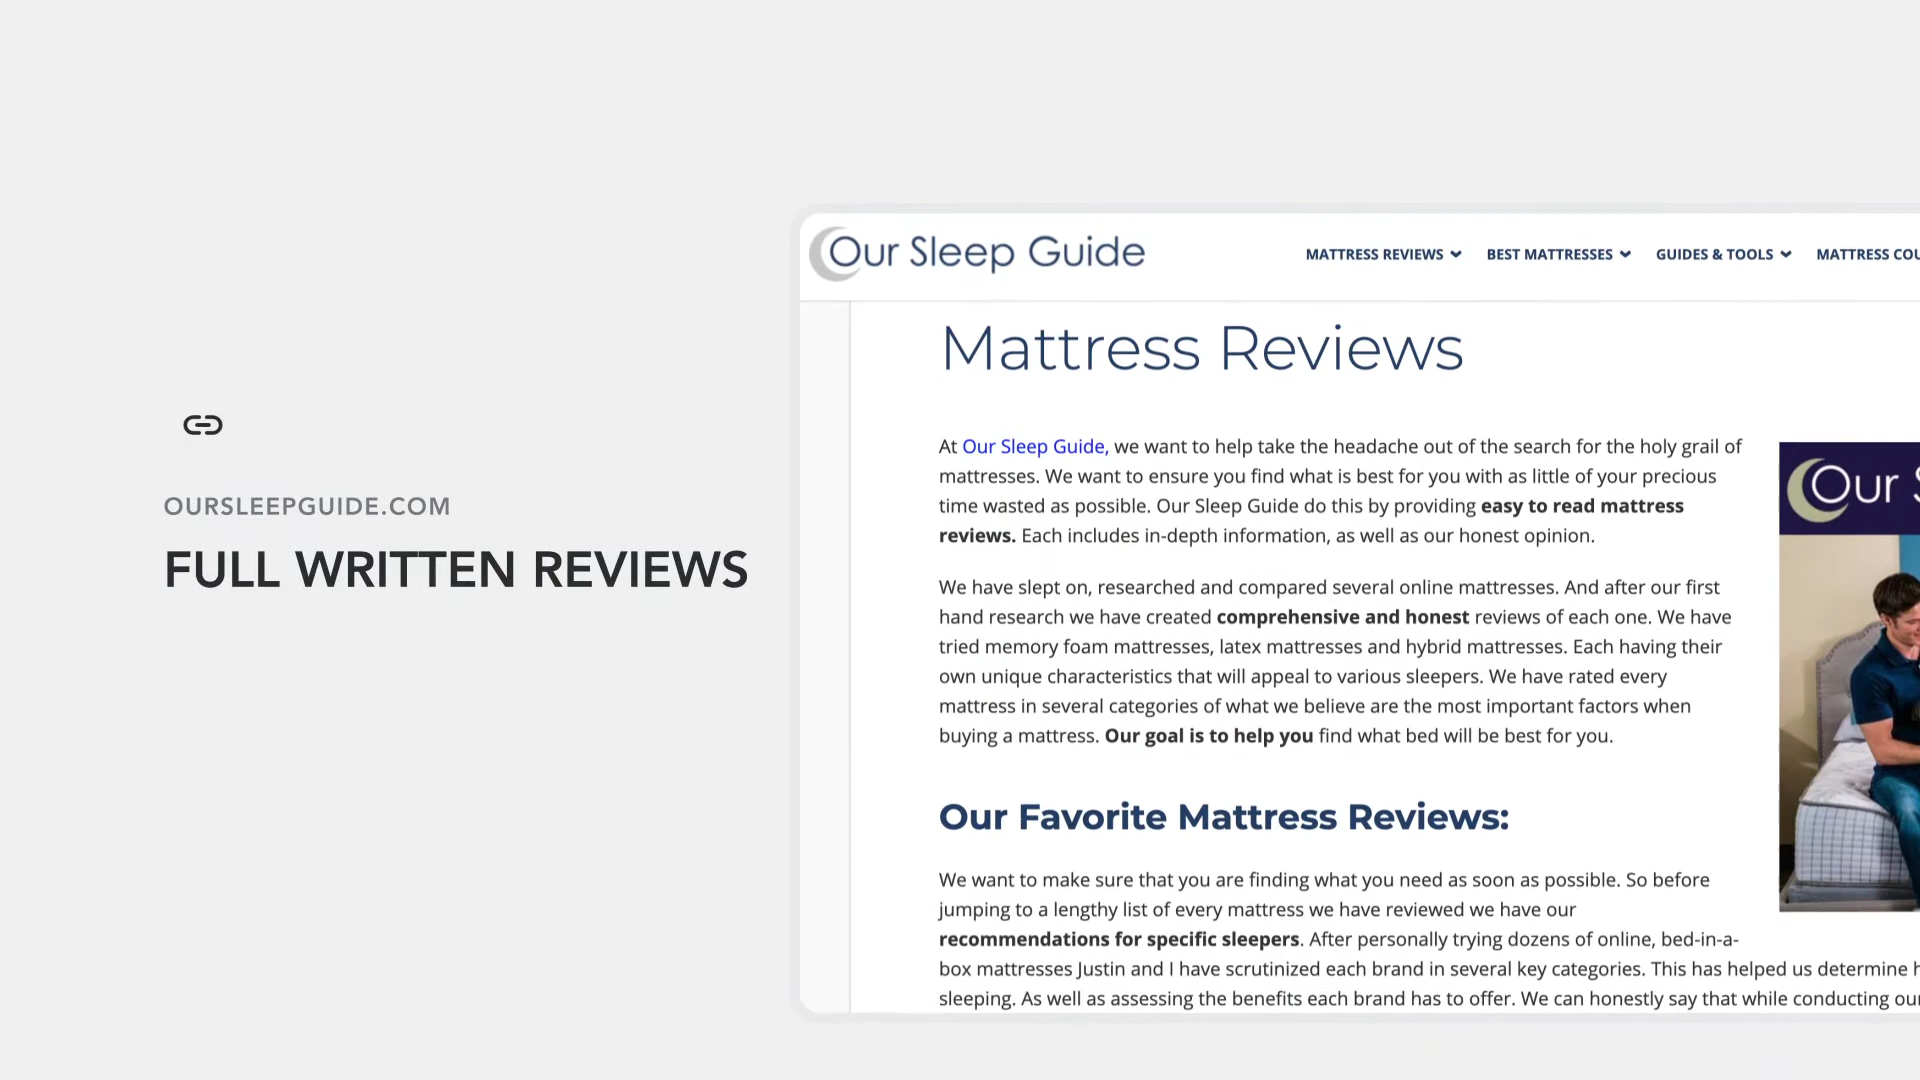 OURSLEEPGUIDE.COM
FULL WRITTEN REVIEWS
Our Sleep Guide
MATTRESS REVIEWS
BEST MATTRESSES
GUIDES & TOOLS
MATTRESS
Mattress Reviews
At Our Sleep Guide, we want to help take the headache out of the search for the holy grail of
mattresses. We want to ensure you find what is best for you with as little of your precious
time wasted as possible. Our Sleep Guide do this by providing easy to read mattress
reviews. Each includes in-depth information, as well as our honest opinion.
We have slept on, researched and compared several online mattresses. And after our first
hand research we have created comprehensive and honest reviews of each one. We have
tried memory foam mattresses, latex mattresses and hybrid mattresses. Each having their
own unique characteristics that will appeal to various sleepers. We have rated every
mattress in several categories of what we believe are the most important factors when
buying a mattress. Our goal is to help you find what bed will be best for you.
Our
Our Favorite Mattress Reviews:
We want to make sure that you are finding what you need as soon as possible. So before
jumping to a lengthy list of every mattress we have reviewed we have our
recommendations for specific sleepers. After personally trying dozens of online, bed-in-a-
box mattresses Justin and I have scrutinized each brand in several key categories. This has helped us determine
sleeping. As well as assessing the benefits each brand has to offer. We can honestly say that while conducting